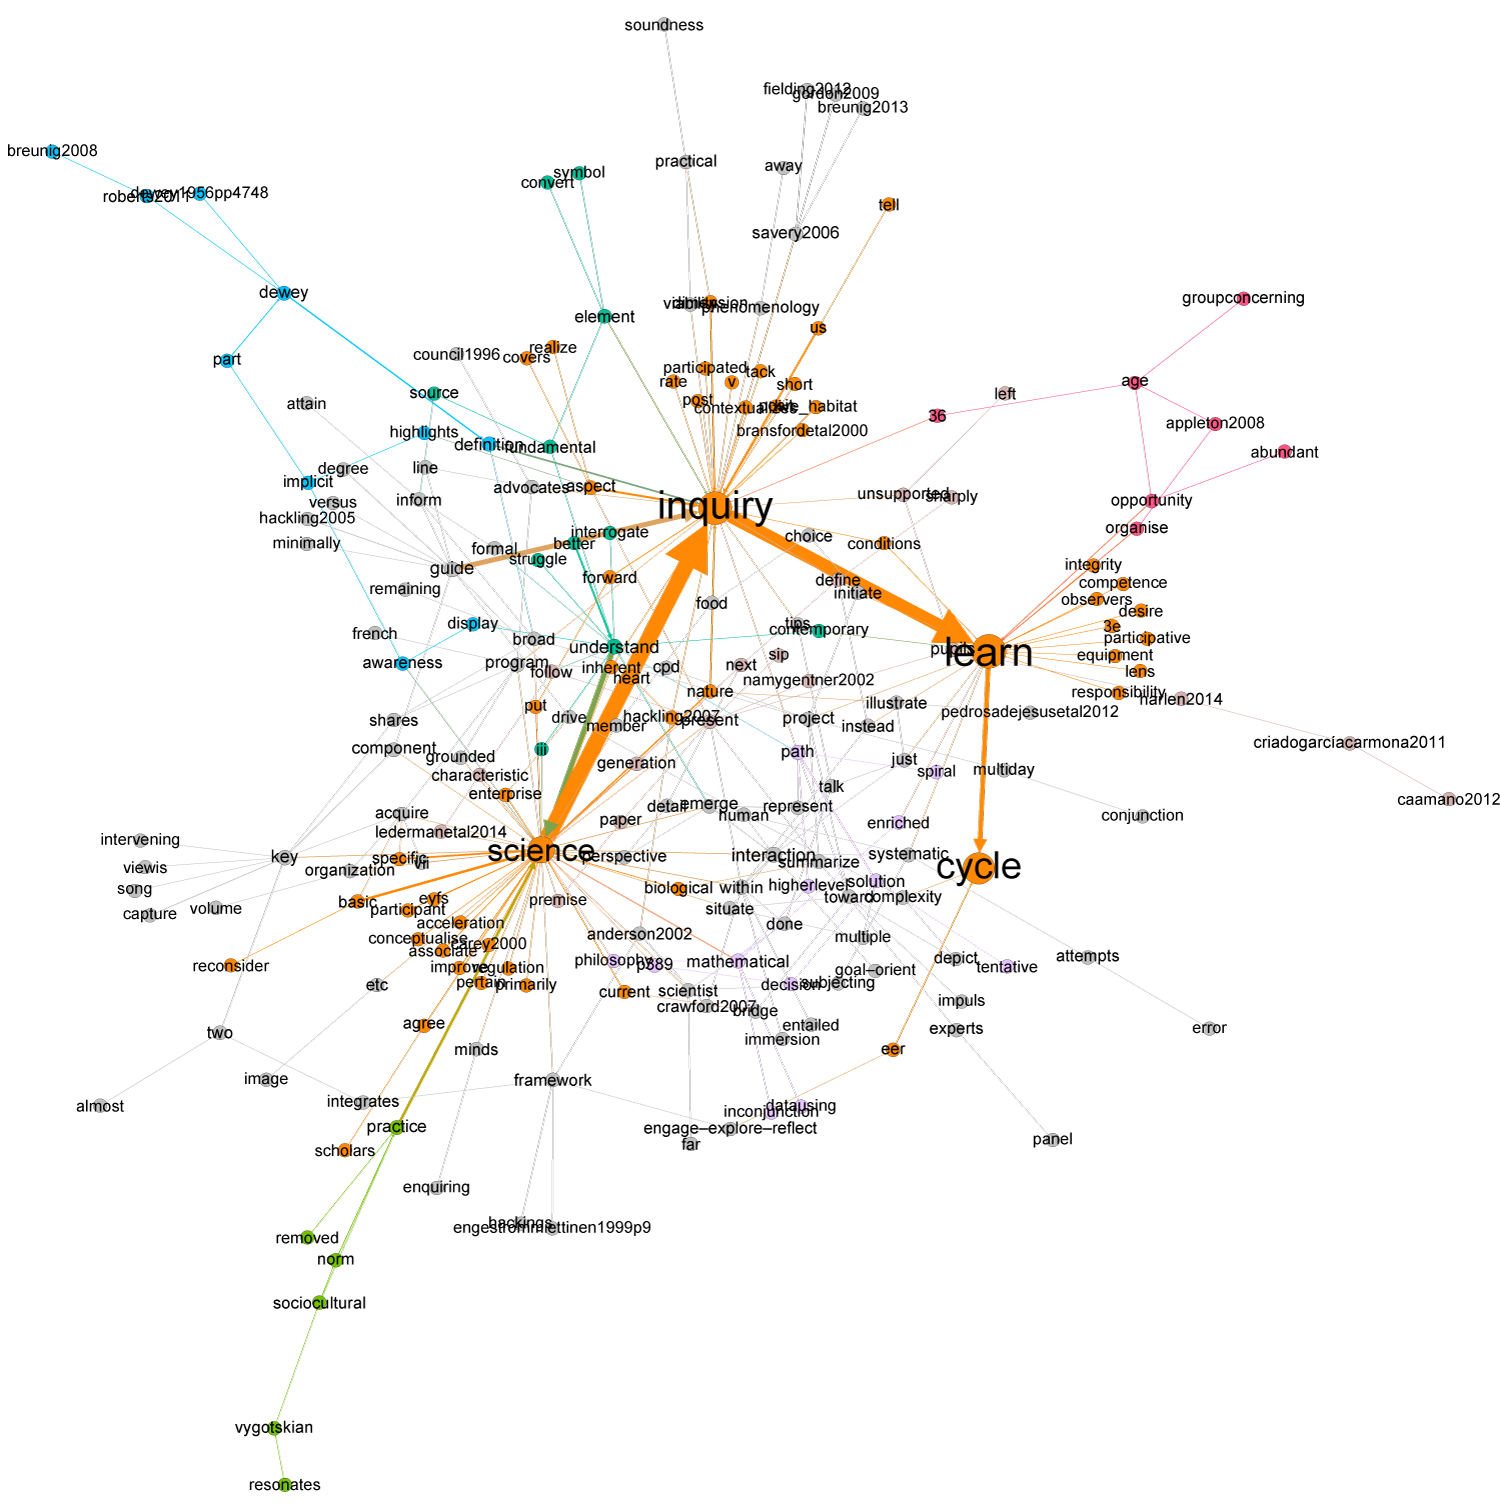 soundness
fielding2012
gordon2009
breunig2013
breunig2008
practical
away
symbol
convert
dewey1956pp4748
roberts2011
tell
savery2006
dewey
groupconcerning
dimension
phenomenology
element
us
realize
council1996
covers
part
participated
tack
rate
v
short
age
source
left
post
attain
contextualizes
36
appleton2008
highlights
bransfordetal2000
definition
fundamental
abundant
line
degree
implicit
advocates
aspect
unsupported
sharply
inform
versus
opportunity
inquiry
hackling2005
organise
interrogate
choice
minimally
formal
better
conditions
struggle
integrity
guide
forward
define
competence
remaining
initiate
observers
food
desire
display
tips
3e
french
contemporary
broad
participative
understand
pupils
learn
sip
equipment
awareness
program
next
inherent
cpd
lens
follow
heart
namygentner2002
nature
responsibility
harlen2014
put
illustrate
shares
drive
hackling2007
present
project
pedrosadejesusetal2012
member
instead
component
iii
path
criadogarcíacarmona2011
grounded
just
generation
characteristic
spiral
multiday
talk
enterprise
caamano2012
detail
emerge
represent
acquire
human
conjunction
paper
enriched
ledermanetal2014
intervening
science
key
specific
vii
perspective
interaction
summarize
systematic
cycle
viewis
organization
song
biological
within
higherlevel
solution
basic
eyfs
premise
toward
complexity
capture
volume
participant
situate
acceleration
done
conceptualise
anderson2002
multiple
associate
carey2000
attempts
reconsider
improve
regulation
philosophy
p389
mathematical
goal–orient
depict
tentative
etc
pertain
primarily
current
scientist
decision
subjecting
crawford2007
bridge
impuls
agree
entailed
experts
error
two
immersion
minds
eer
image
framework
almost
integrates
datausing
inconjunction
practice
engage–explore–reflect
far
panel
scholars
enquiring
hackings
engestrommiettinen1999p9
removed
norm
sociocultural
vygotskian
resonates